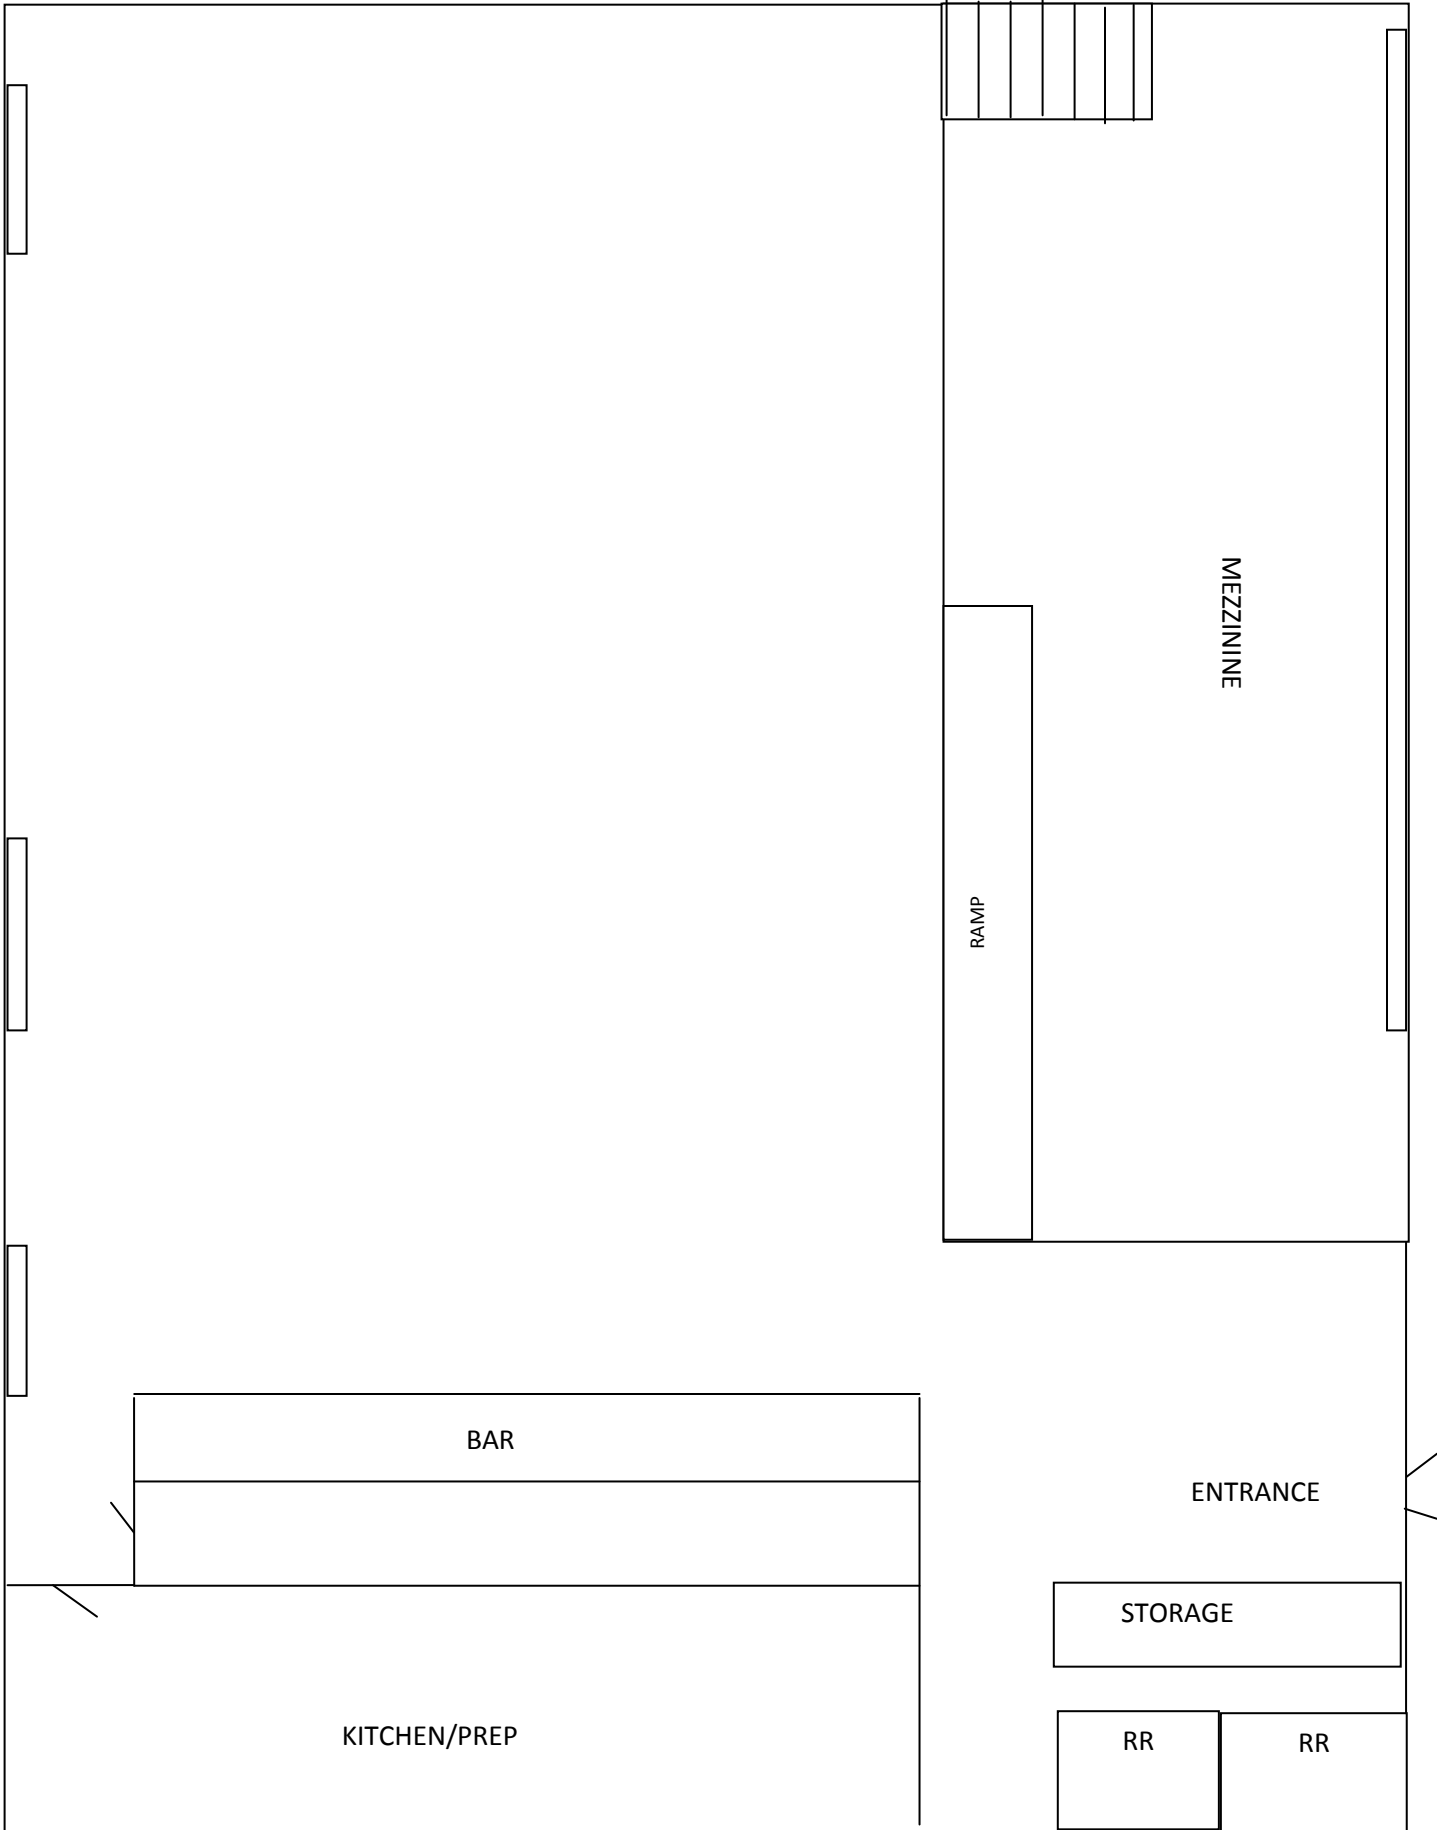 MEZZININE
RAMP
BAR
ENTRANCE
STORAGE
KITCHEN/PREP
RR
RR